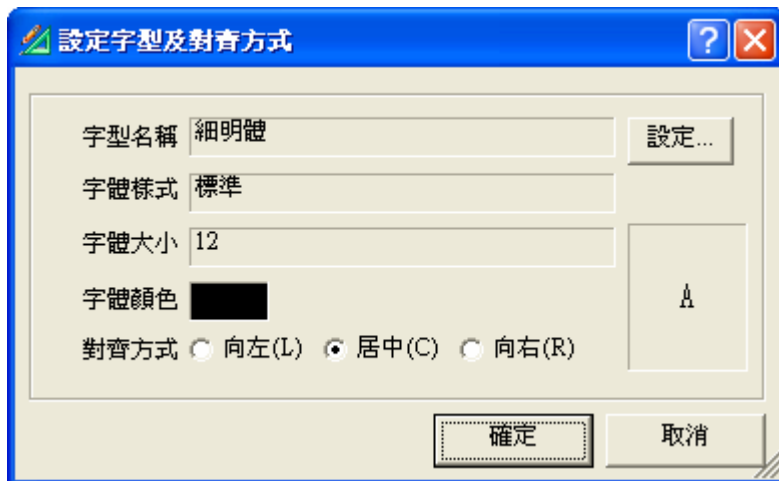 設定字型及對齊方式
字型名稱 細明體 設定...
字體樣式 標準
字體大小 12
字體顏色 A
對齊方式 向左(L) 居中(C) 向右(R)
確定 取消